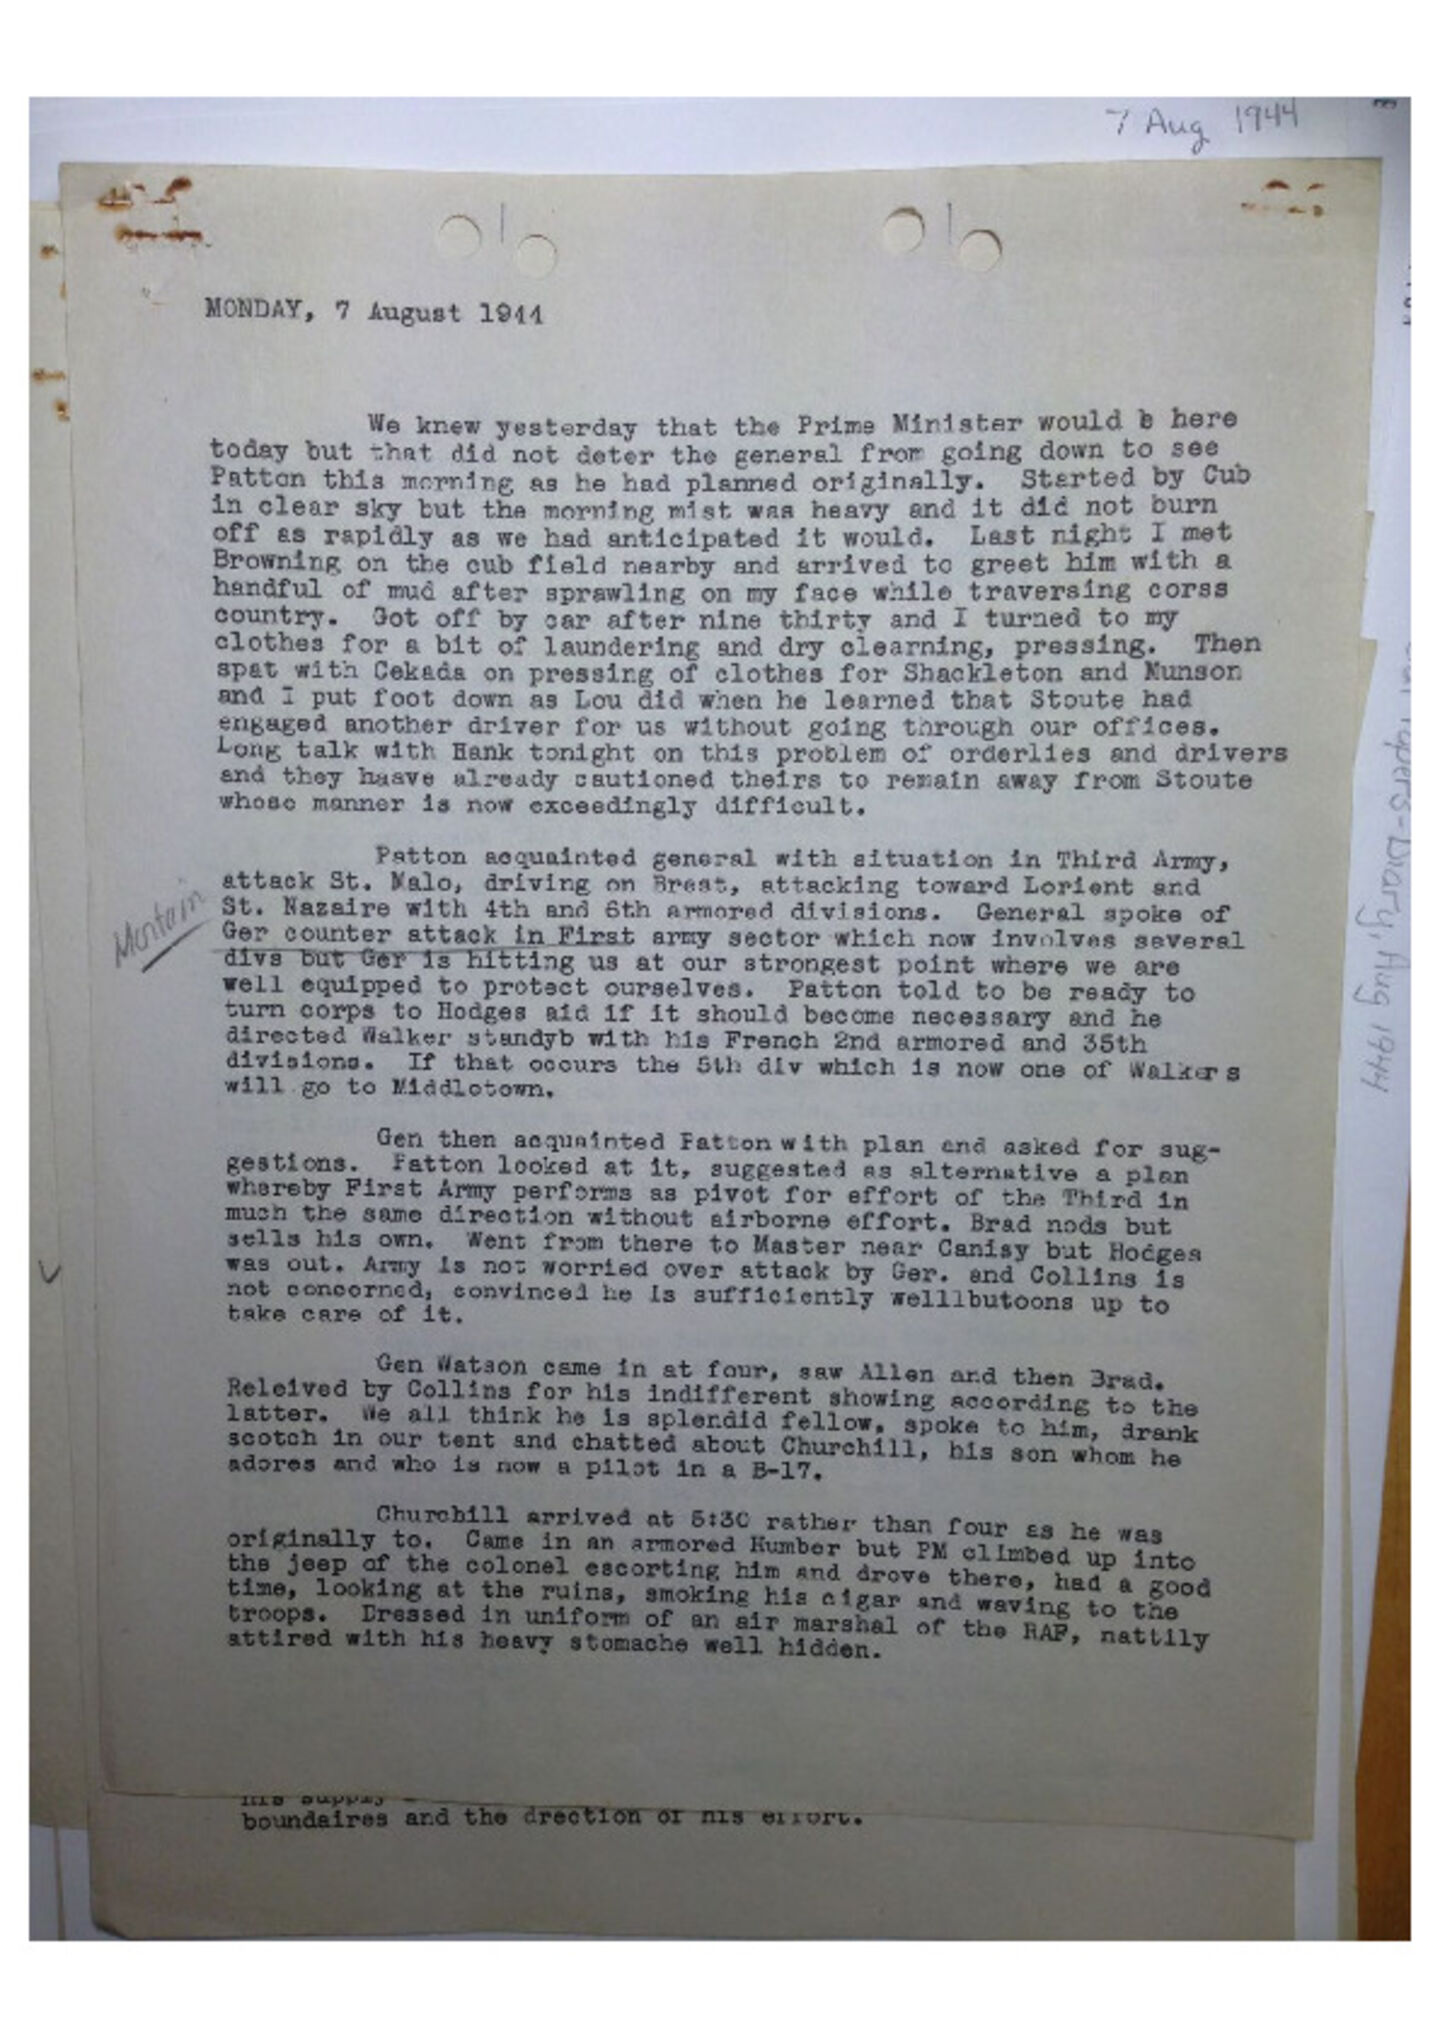 7 Aug 1944
MONDAY, 7 August 1944
We knew yesterday that the Prime Minister would b here
today but that did not deter the general from going down to see
Patton this morning as he had planned originally. Started by Cub
in clear sky but the morning mist was heavy and it did not burn
off as rapidly as we had anticipated it would. Last night I met
Browning on the cub field nearby and arrived to greet him with a
handful of mud after sprawling on my face while traversing corss
country. Got off by car after nine thirty and I turned to my
clothes for a bit of laundering and dry clearning, pressing. Then
spat with Cekada on pressing of clothes for Shackleton and Munson
and I put foot down as Lou did when he learned that Stoute had
engaged another driver for us without going through our offices.
Long talk with Hank tonight on this problem of orderlies and drivers
and they haave already cautioned theirs to remain away from Stoute
whose manner is now exceedingly difficult.
Patton acquainted general with situation in Third Army,
attack St. Malo, driving on Brest, attacking toward Lorient and
Mortain
St. Nazaire with 4th and 6th armored divisions. General spoke of
Ger counter attack in First army sector which now involves several
divs but Ger is hitting us at our strongest point where we are
well equipped to protect ourselves. Patton told to be ready to
turn corps to Hodges aid if it should become necessary and he
directed Walker standyb with his French 2nd armored and 35th
divisions. If that occurs the 5th div which is now one of Walkers
will go to Middletown.
Gen then acquainted Patton with plan and asked for sug-
gestions. Patton looked at it, suggested as alternative a plan
whereby First Army performs as pivot for effort of the Third in
much the same direction without airborne effort. Brad nods but
sells his own. Went from there to Master near Canisy but Hodges
was out. Army is not worried over attack by Ger. and Collins is
not concerned, convinced he is sufficiently welllbutoons up to
take care of it.
Gen Watson came in at four, saw Allen and then Brad.
Releived by Collins for his indifferent showing according to the
latter. We all think he is splendid fellow, spoke to him, drank
scotch in our tent and chatted about Churchill, his son whom he
adores and who is now a pilot in a B-17.
Churchill arrived at 5:30 rather than four as he was
originally to. Came in an armored Humber but PM climbed up into
the jeep of the colonel escorting him and drove there, had a good
time, looking at the ruins, smoking his cigar and waving to the
troops. Dressed in uniform of an air marshal of the RAF, nattily
attired with his heavy stomache well hidden.
his supply
boundaires and the drection of his effort.
Papers-Diary, Aug 1944